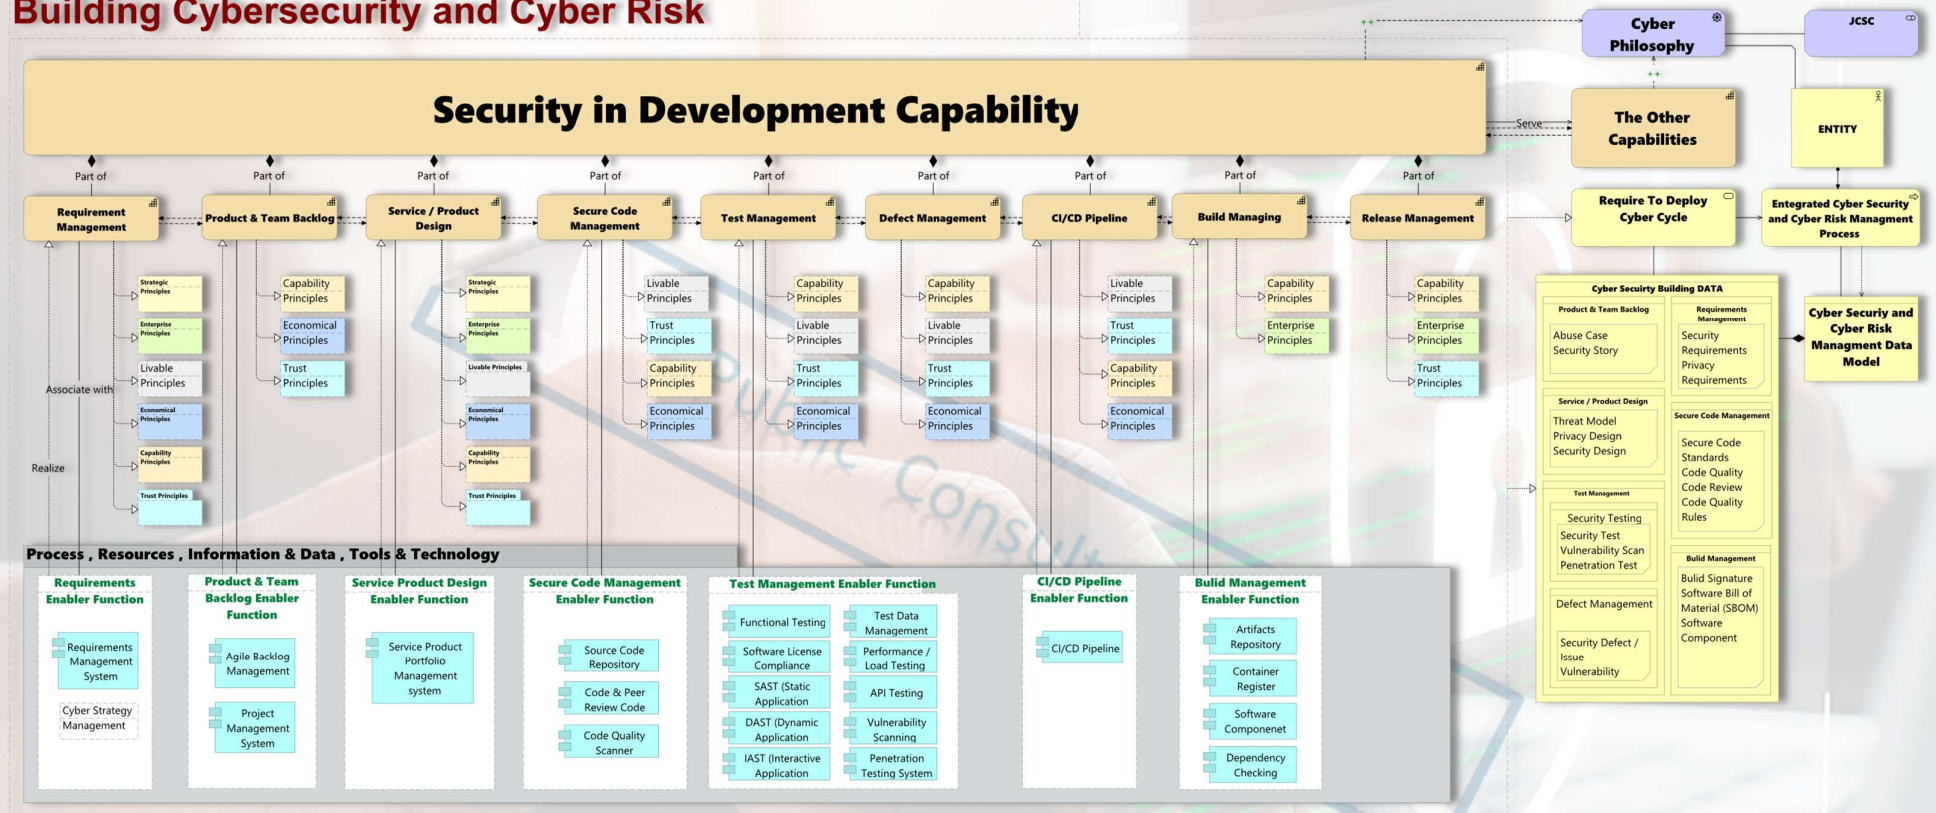 Building Cybersecurity and Cyber Risk
++
Cyber
Philosophy
JCSC
++
Security in Development Capability
Serve
The Other
Capabilities
ENTITY
Part of
Part of
Part of
Part of
Part of
Part of
Part of
Part of
Part of
Requirement
Management
Product & Team Backlog
Service / Product
Design
Secure Code
Management
Test Management
Defect Management
CI/CD Pipeline
Build Managing
Release Management
Require To Deploy
Cyber Cycle
Entegrated Cyber Security
and Cyber Risk Managment
Process
Strategic
Principles
Enterprise
Principles
Livable
Principles
Economical
Principles
Capability
Principles
Trust Principles
Associate with
Realize
Capability
Principles
Economical
Principles
Trust
Principles
Strategic
Principles
Enterprise
Principles
Livable Principles
Economical
Principles
Capability
Principles
Trust Principles
Livable
Principles
Trust
Principles
Capability
Principles
Economical
Principles
Capability
Principles
Livable
Principles
Trust
Principles
Economical
Principles
Capability
Principles
Livable
Principles
Trust
Principles
Economical
Principles
Livable
Principles
Trust
Principles
Capability
Principles
Economical
Principles
Capability
Principles
Enterprise
Principles
Capability
Principles
Enterprise
Principles
Trust
Principles
Public Consult
Cyber Secuirty Building DATA
Product & Team Backlog
Abuse Case
Security Story
Requirements
Management
Security
Requirements
Privacy
Requirements
Service / Product Design
Threat Model
Privacy Design
Security Design
Secure Code Management
Secure Code
Standards
Code Quality
Code Review
Code Quality
Rules
Test Management
Security Testing
Security Test
Vulnerability Scan
Penetration Test
Defect Management
Security Defect /
Issue
Vulnerability
Bulid Management
Bulid Signature
Software Bill of
Material (SBOM)
Software
Component
Cyber Securiy and
Cyber Risk
Managment Data
Model
Process , Resources , Information & Data , Tools & Technology
Requirements
Enabler Function
Requirements
Management
System
Cyber Strategy
Management
Product & Team
Backlog Enabler
Function
Agile Backlog
Management
Project
Management
System
Service Product Design
Enabler Function
Service Product
Portfolio
Management
system
Secure Code Management
Enabler Function
Source Code
Repository
Code & Peer
Review Code
Code Quality
Scanner
Test Management Enabler Function
Functional Testing
Software License
Compliance
SAST (Static
Application
DAST (Dynamic
Application
IAST (Interactive
Application
Test Data
Management
Performance /
Load Testing
API Testing
Vulnerability
Scanning
Penetration
Testing System
CI/CD Pipeline
Enabler Function
CI/CD Pipeline
Bulid Management
Enabler Function
Artifacts
Repository
Container
Register
Software
Componenet
Dependency
Checking